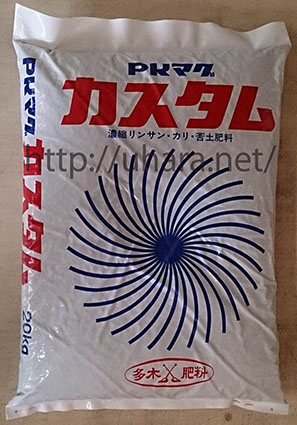 PKマグ
カスタム
濃縮リンサン・カリ・苦土肥料
http://uhara.net/
PKマグ カスタム 20kg
多木肥料